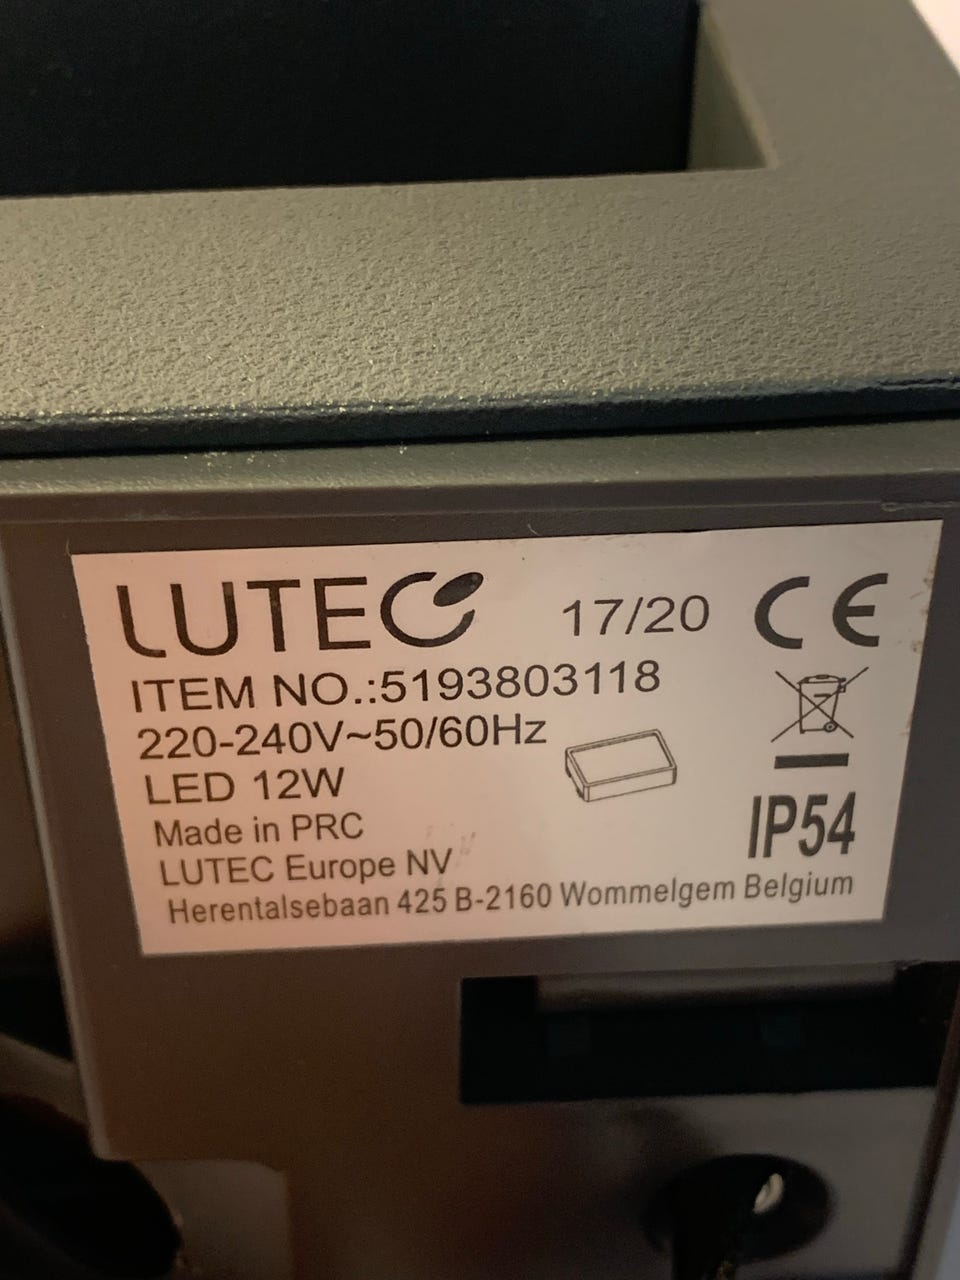 LUTEC 17/20 CE
ITEM NO.:5193803118
220-240V~50/60Hz
LED 12W
Made in PRC
IP54
LUTEC Europe NV
Herentalsebaan 425 B-2160 Wommelgem Belgium